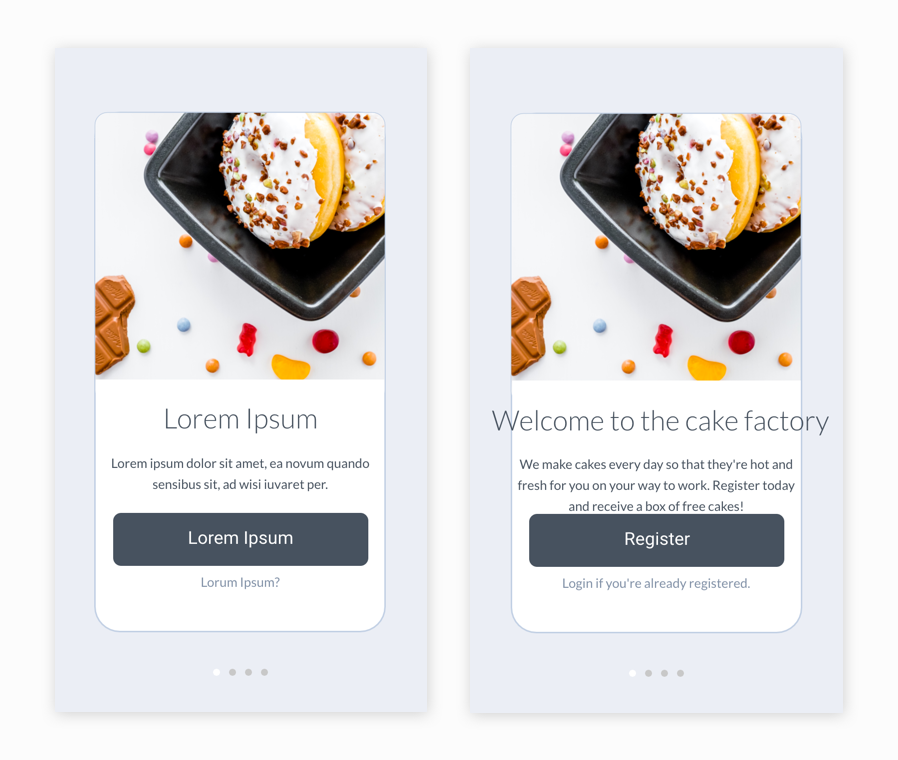 Lorem Ipsum
Lorem ipsum dolor sit amet, ea novum quando
sensibus sit, ad wisi iuvaret per.
Lorem Ipsum
Lorum Ipsum?
Welcome to the cake factory
We make cakes every day so that they're hot and
fresh for you on your way to work. Register today
and receive a box of free cakes!
Register
Login if you're already registered.